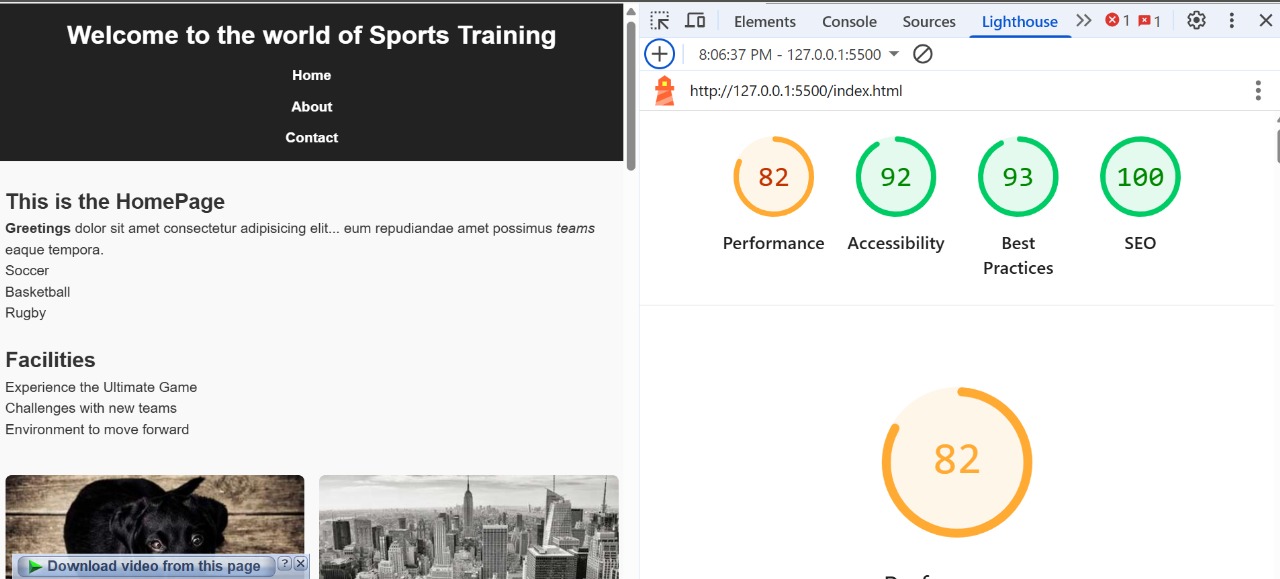 Welcome to the world of Sports Training
Home
About
Contact
This is the HomePage
Greetings dolor sit amet consectetur adipisicing elit... eum repudiandae amet possimus teams
eaque tempora.
Soccer
Basketball
Rugby
Facilities
Experience the Ultimate Game
Challenges with new teams
Environment to move forward
Download video from this page ?
Elements Console Sources Lighthouse 1 1
8:06:37 PM - 127.0.0.1:5500
http://127.0.0.1:5500/index.html
82 92 93 100
Performance Accessibility Best SEO
Practices
82